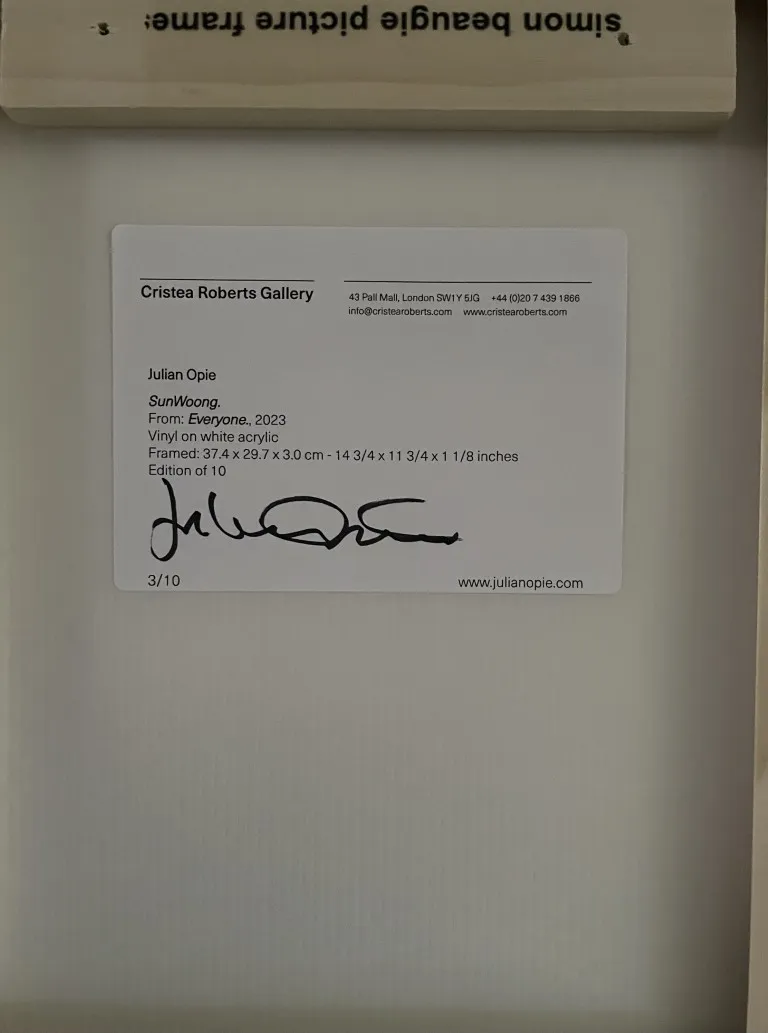 simon beaugie picture frames
Cristea Roberts Gallery
43 Pall Mall, London SW1Y 5JG +44 (0)20 7 439 1866
info@cristearoberts.com www.cristearoberts.com
Julian Opie
SunWoong.
From: Everyone., 2023
Vinyl on white acrylic
Framed: 37.4 x 29.7 x 3.0 cm - 14 3/4 x 11 3/4 x 1 1/8 inches
Edition of 10
Julian Opie
3/10 www.julianopie.com